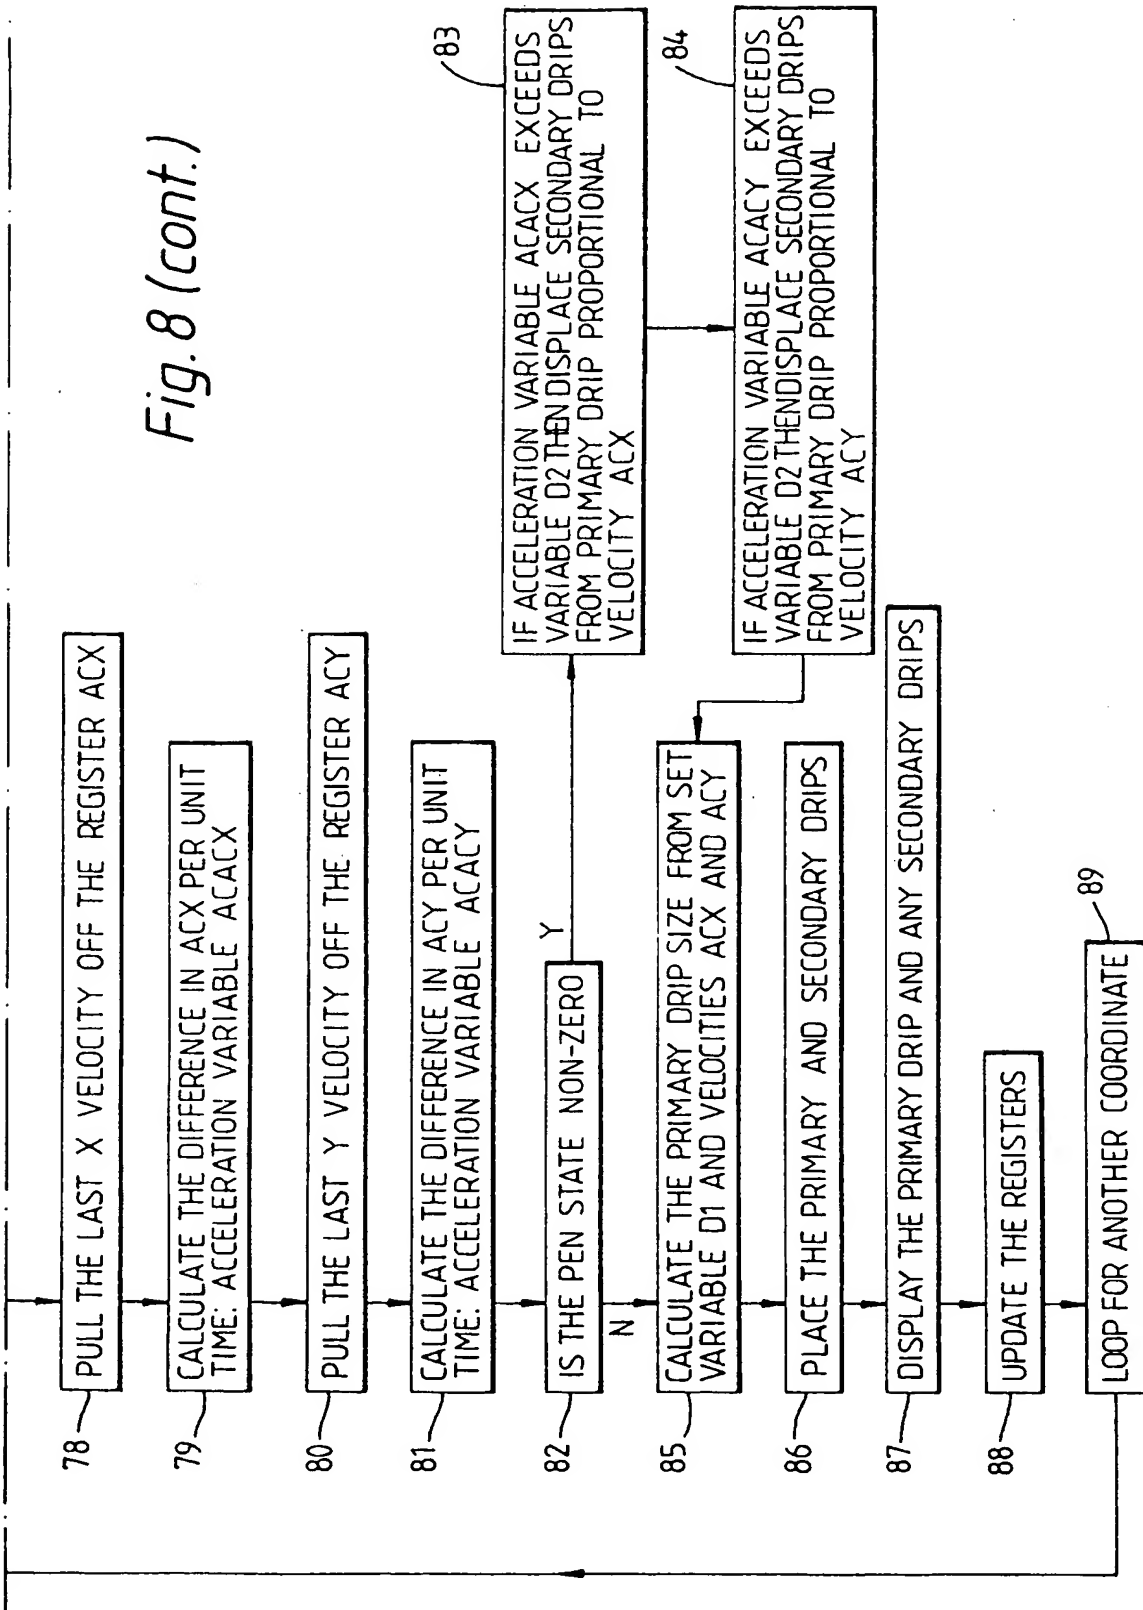 Fig. 8 (cont.)
78
PULL THE LAST X VELOCITY OFF THE REGISTER ACX
79
CALCULATE THE DIFFERENCE IN ACX PER UNIT
TIME: ACCELERATION VARIABLE ACACX
80
PULL THE LAST Y VELOCITY OFF THE REGISTER ACY
81
CALCULATE THE DIFFERENCE IN ACY PER UNIT
TIME: ACCELERATION VARIABLE ACACY
82
IS THE PEN STATE NON-ZERO
Y
N
83
IF ACCELERATION VARIABLE ACACX EXCEEDS
VARIABLE D2 THEN DISPLACE SECONDARY DRIPS
FROM PRIMARY DRIP PROPORTIONAL TO
VELOCITY ACX
84
IF ACCELERATION VARIABLE ACACY EXCEEDS
VARIABLE D2 THEN DISPLACE SECONDARY DRIPS
FROM PRIMARY DRIP PROPORTIONAL TO
VELOCITY ACY
85
CALCULATE THE PRIMARY DRIP SIZE FROM SET
VARIABLE D1 AND VELOCITIES ACX AND ACY
86
PLACE THE PRIMARY AND SECONDARY DRIPS
87
DISPLAY THE PRIMARY DRIP AND ANY SECONDARY DRIPS
88
UPDATE THE REGISTERS
89
LOOP FOR ANOTHER COORDINATE